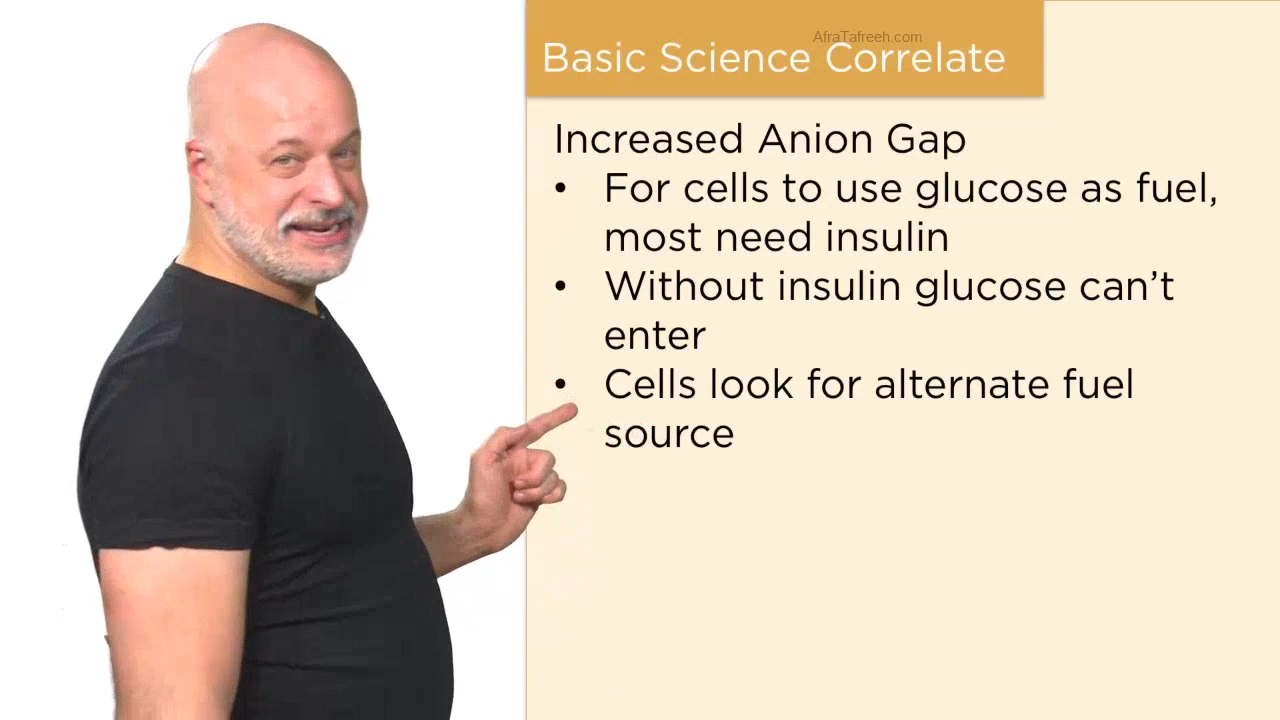 AfraTafreeh.com
Basic Science Correlate
Increased Anion Gap
• For cells to use glucose as fuel,
most need insulin
• Without insulin glucose can’t
enter
• Cells look for alternate fuel
source